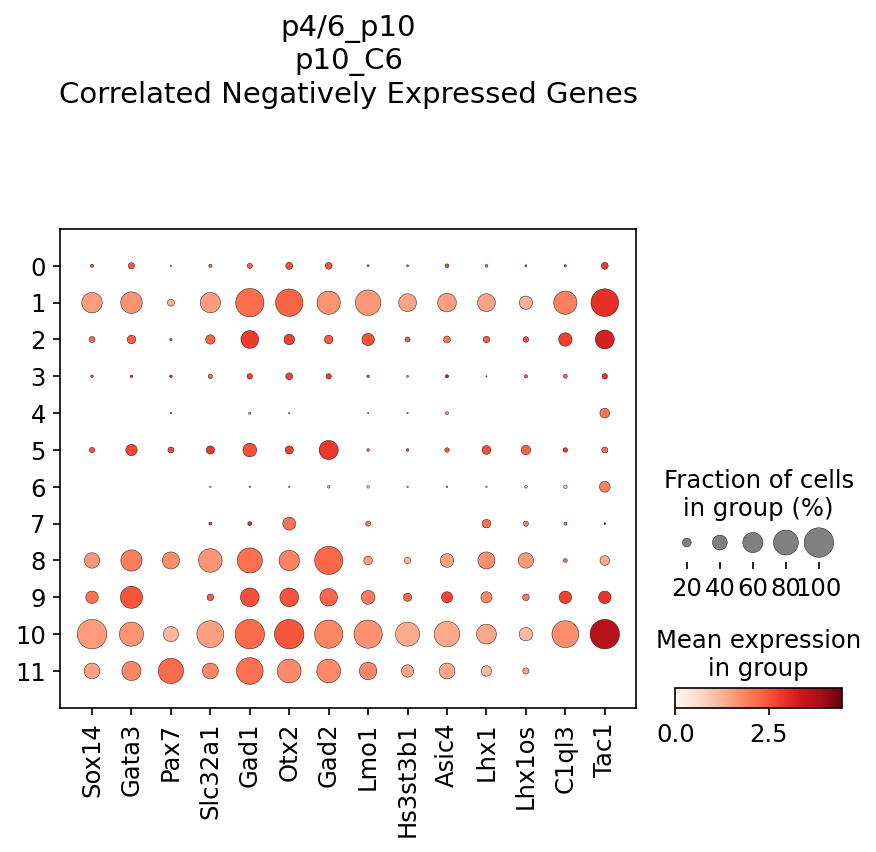 p4/6_p10
p10_C6
Correlated Negatively Expressed Genes
0
1
2
3
4
5
6
7
8
9
10
11
Sox14
Gata3
Pax7
Slc32a1
Gad1
Otx2
Gad2
Lmo1
Hs3st3b1
Asic4
Lhx1
Lhx1os
C1ql3
Tac1
Fraction of cells
in group (%)
20 40 60 80 100
Mean expression
in group
0.0 2.5